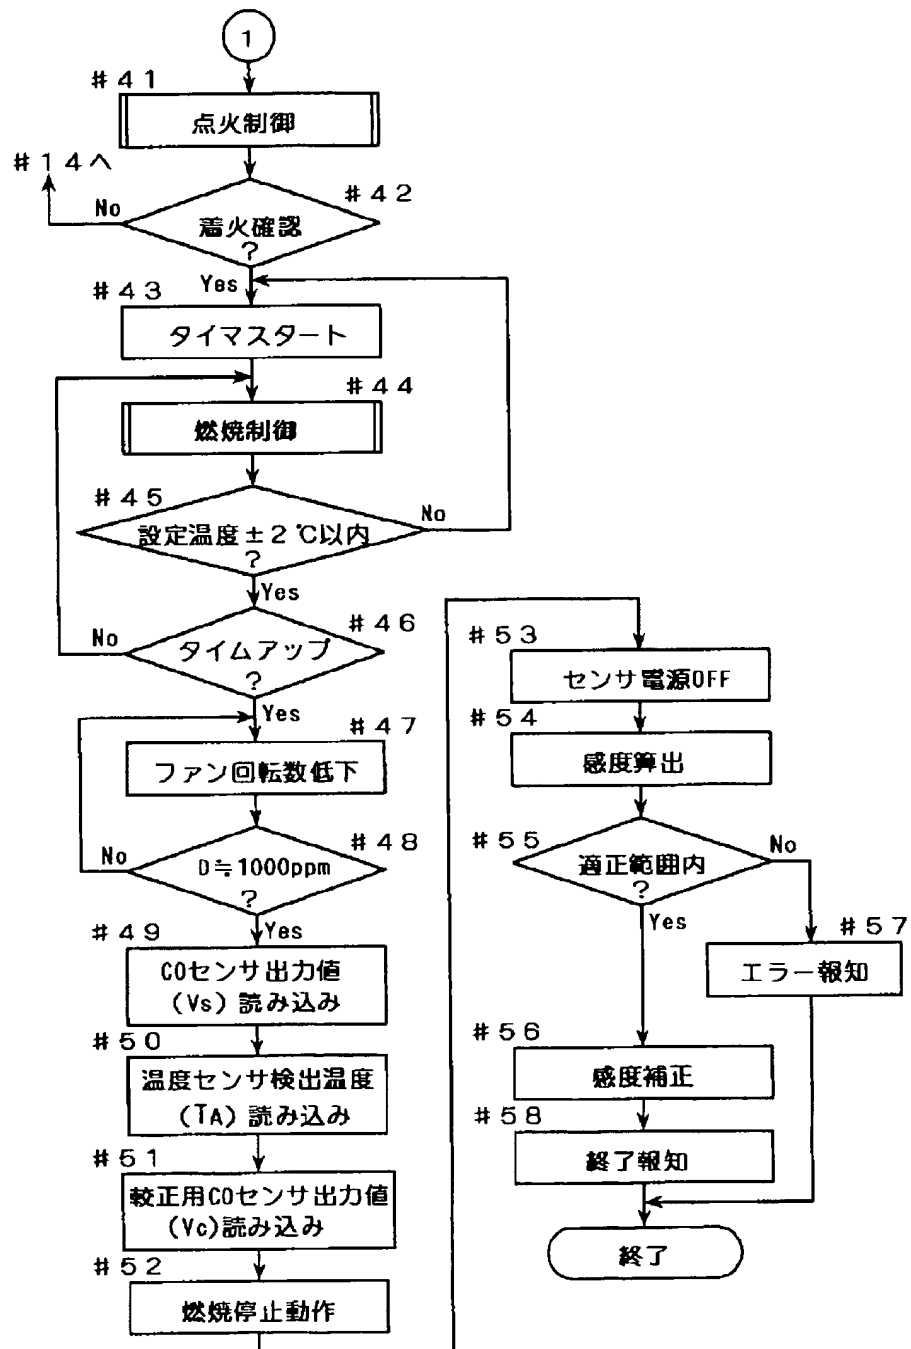 1
#41
点火制御
#14へ
#42
No
着火確認
?
Yes
#43
タイマスタート
#44
燃焼制御
#45
No
設定温度±2℃以内
?
Yes
#46
No
タイムアップ
?
Yes
#47
ファン回転数低下
#48
No
D≒1000ppm
?
Yes
#49
COセンサ出力値
(Vs)読み込み
#50
温度センサ検出温度
(TA)読み込み
#51
較正用COセンサ出力値
(Vc)読み込み
#52
燃焼停止動作
#53
センサ電源OFF
#54
感度算出
#55
No
適正範囲内
?
Yes
#57
エラー報知
#56
感度補正
#58
終了報知
終了